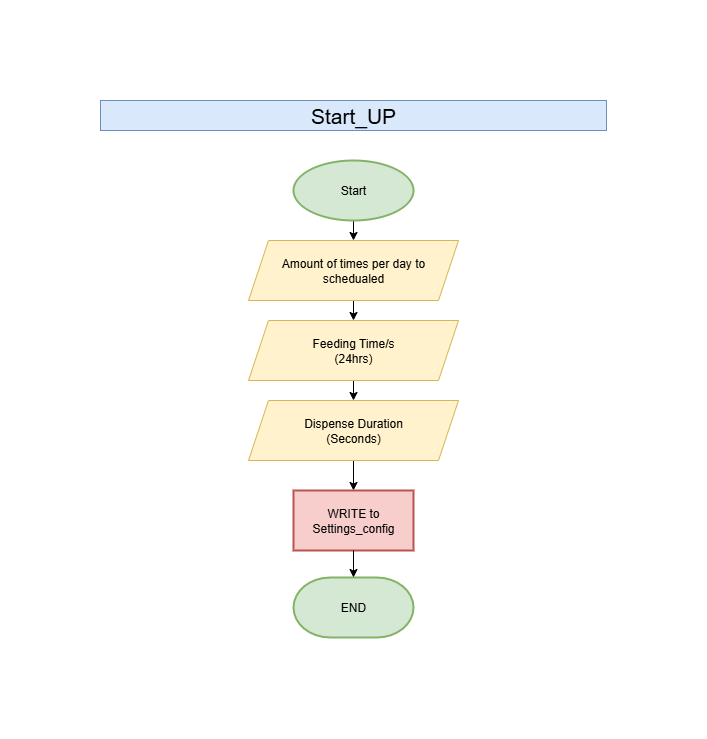 Start_UP
Start
Amount of times per day to
schedualed
Feeding Time/s
(24hrs)
Dispense Duration
(Seconds)
WRITE to
Settings_config
END